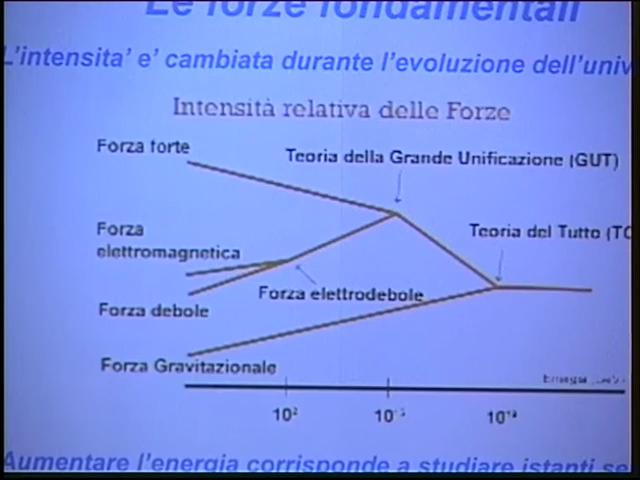 Le forze fondamentali
L'intensita' e' cambiata durante l'evoluzione dell'univ
Intensità relativa delle Forze
Forza forte
Teoria della Grande Unificazione (GUT)
Forza
elettromagnetica
Teoria del Tutto (TO
Forza elettrodebole
Forza debole
Forza Gravitazionale
Energia
10²
Aumentare l'energia corrisponde a studiare istanti se